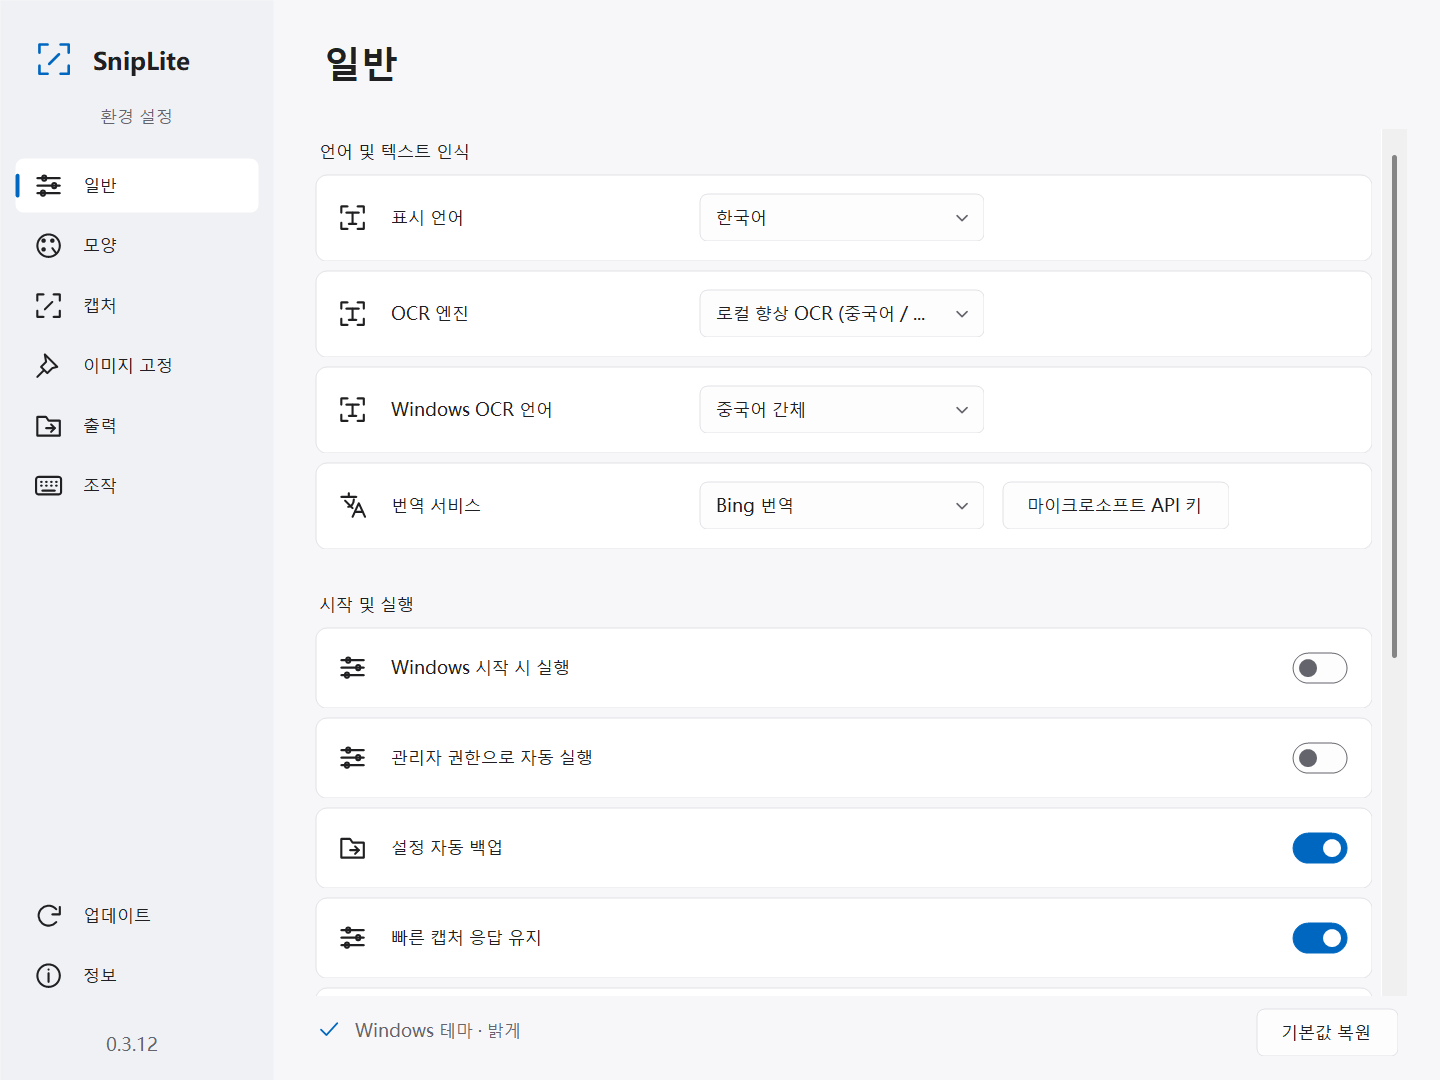 SnipLite
환경 설정
일반
모양
캡처
이미지 고정
출력
조작
업데이트
정보
0.3.12
일반
언어 및 텍스트 인식
표시 언어
한국어
OCR 엔진
로컬 향상 OCR (중국어 / ...
Windows OCR 언어
중국어 간체
번역 서비스
Bing 번역
마이크로소프트 API 키
시작 및 실행
Windows 시작 시 실행
관리자 권한으로 자동 실행
설정 자동 백업
빠른 캡처 응답 유지
Windows 테마 · 밝게
기본값 복원